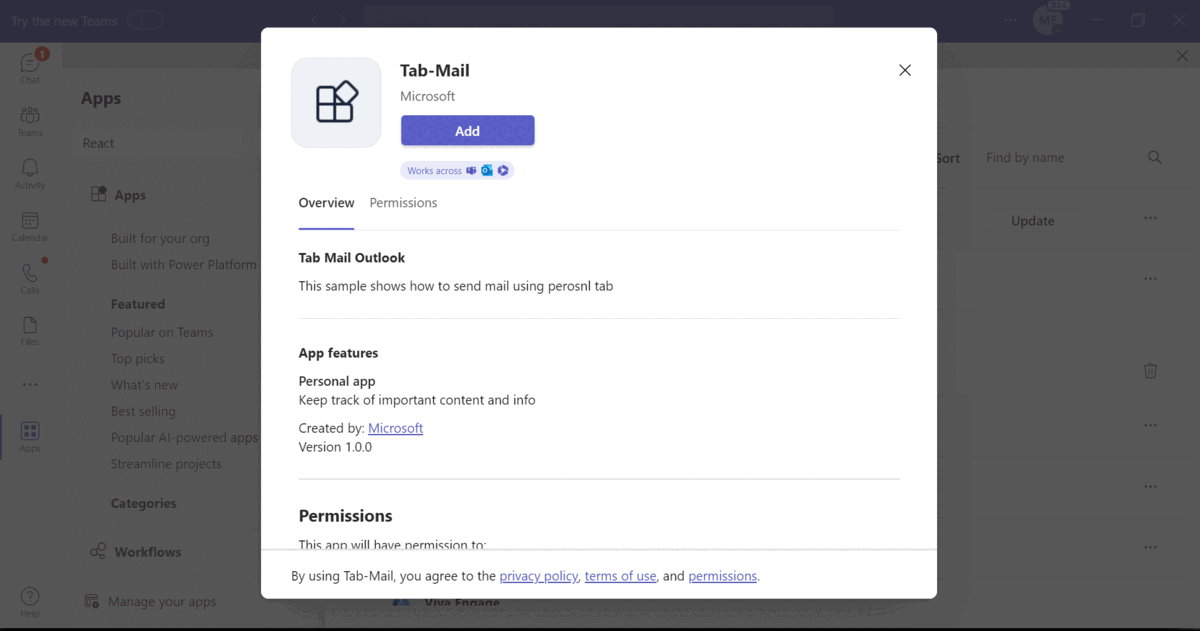 Try the new Teams
MF
Chat
1
Teams
Activity
Calendar
Calls
Files
Apps
Help
Apps
React
Apps
Built for your org
Built with Power Platform
Featured
Popular on Teams
Top picks
What's new
Best selling
Popular AI-powered apps
Streamline projects
Categories
Workflows
Manage your apps
Sort
Find by name
Update
Tab-Mail
Microsoft
Add
Works across
Overview Permissions
Tab Mail Outlook
This sample shows how to send mail using perosnl tab
App features
Personal app
Keep track of important content and info
Created by: Microsoft
Version 1.0.0
Permissions
This app will have permission to:
By using Tab-Mail, you agree to the privacy policy, terms of use, and permissions.
Viva Engage